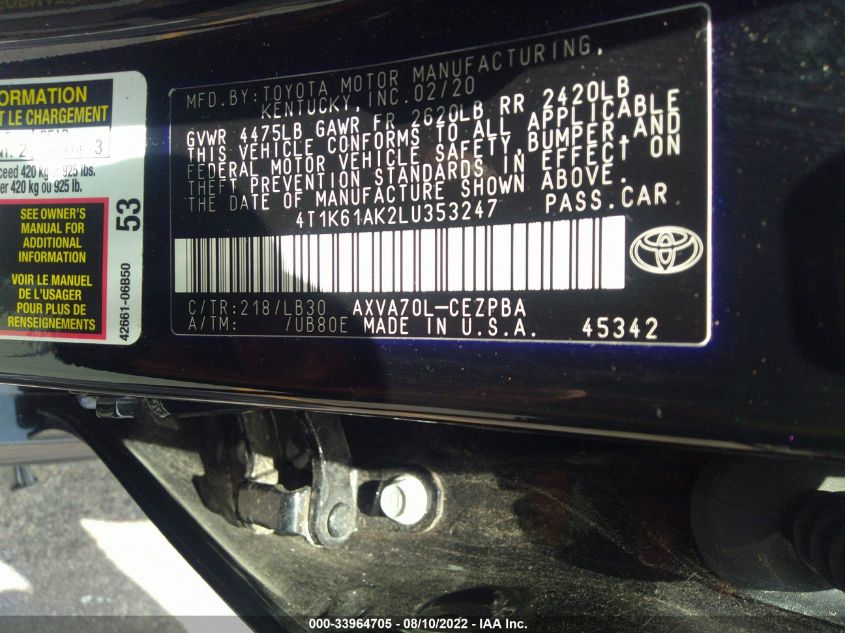 ORMATION
T LE CHARGEMENT
ceed 420 kg or 925 lbs.
er 420 kg ou 925 lb.
SEE OWNER'S
MANUAL FOR
ADDITIONAL
INFORMATION
VOIR LE MANUEL
DE L'USAGER
POUR PLUS DE
RENSEIGNEMENTS
53
42661-06B50
MFD.BY:TOYOTA MOTOR MANUFACTURING,
KENTUCKY, INC. 02/20
GVWR 4475LB GAWR FR 2620LB RR 2420LB
THIS VEHICLE CONFORMS TO ALL APPLICABLE
FEDERAL MOTOR VEHICLE SAFETY,BUMPER,AND
THEFT PREVENTION STANDARDS IN EFFECT ON
THE DATE OF MANUFACTURE SHOWN ABOVE.
4T1K61AK2LU353247 PASS.CAR
C/TR:218/LB30 AXVA70L-CEZPBA
A/TM: /UB80E MADE IN U.S.A. 45342
000-33964705 - 08/10/2022 - IAA Inc.